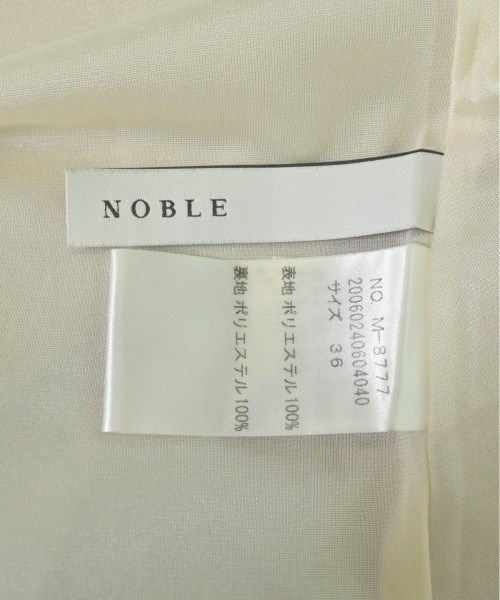 NOBLE
NO. M-8777
20060240604040
サイズ 36
表地 ポリエステル100%
裏地 ポリエステル100%